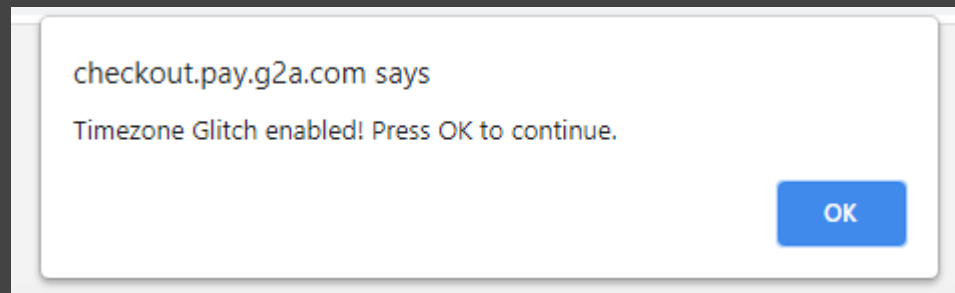 checkout.pay.g2a.com says
Timezone Glitch enabled! Press OK to continue.
OK